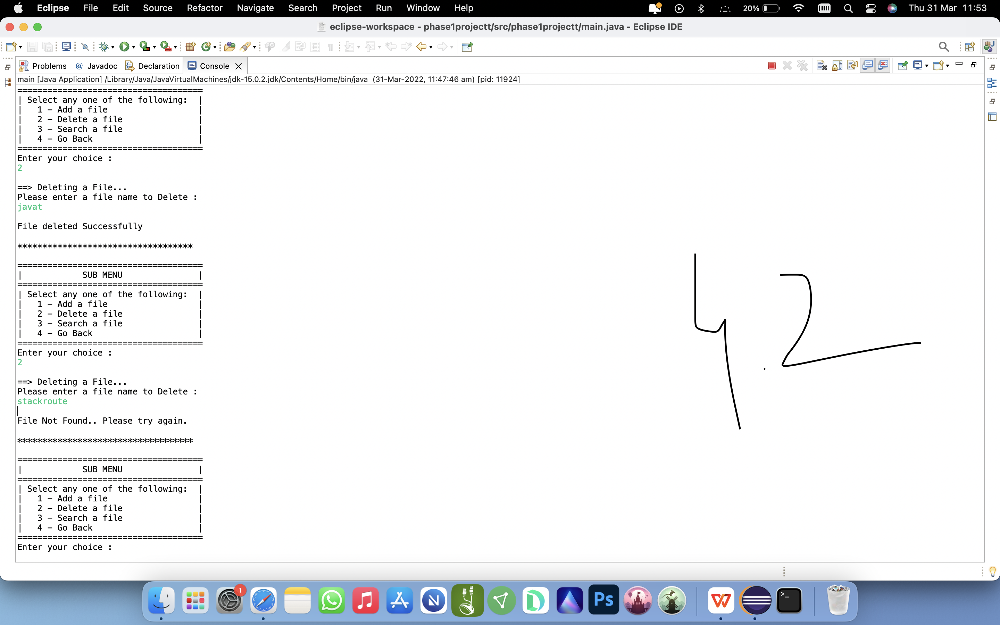 Eclipse File Edit Source Refactor Navigate Search Project Run Window Help 20% Thu 31 Mar 11:53
eclipse-workspace - phase1projectt/src/phase1projectt/main.java - Eclipse IDE
Problems @ Javadoc Declaration Console
main [Java Application] /Library/Java/JavaVirtualMachines/jdk-15.0.2.jdk/Contents/Home/bin/java (31-Mar-2022, 11:47:46 am) [pid: 11924]
=====================================
| Select any one of the following: |
| 1 – Add a file |
| 2 – Delete a file |
| 3 – Search a file |
| 4 – Go Back |
=====================================
Enter your choice :
2
==> Deleting a File...
Please enter a file name to Delete :
javat
File deleted Successfully
***********************************
=====================================
| SUB MENU |
=====================================
| Select any one of the following: |
| 1 – Add a file |
| 2 – Delete a file |
| 3 – Search a file |
| 4 – Go Back |
=====================================
Enter your choice :
2
==> Deleting a File...
Please enter a file name to Delete :
stackroute
File Not Found.. Please try again.
***********************************
=====================================
| SUB MENU |
=====================================
| Select any one of the following: |
| 1 – Add a file |
| 2 – Delete a file |
| 3 – Search a file |
| 4 – Go Back |
=====================================
Enter your choice :
4.2
1
N Ps W >_